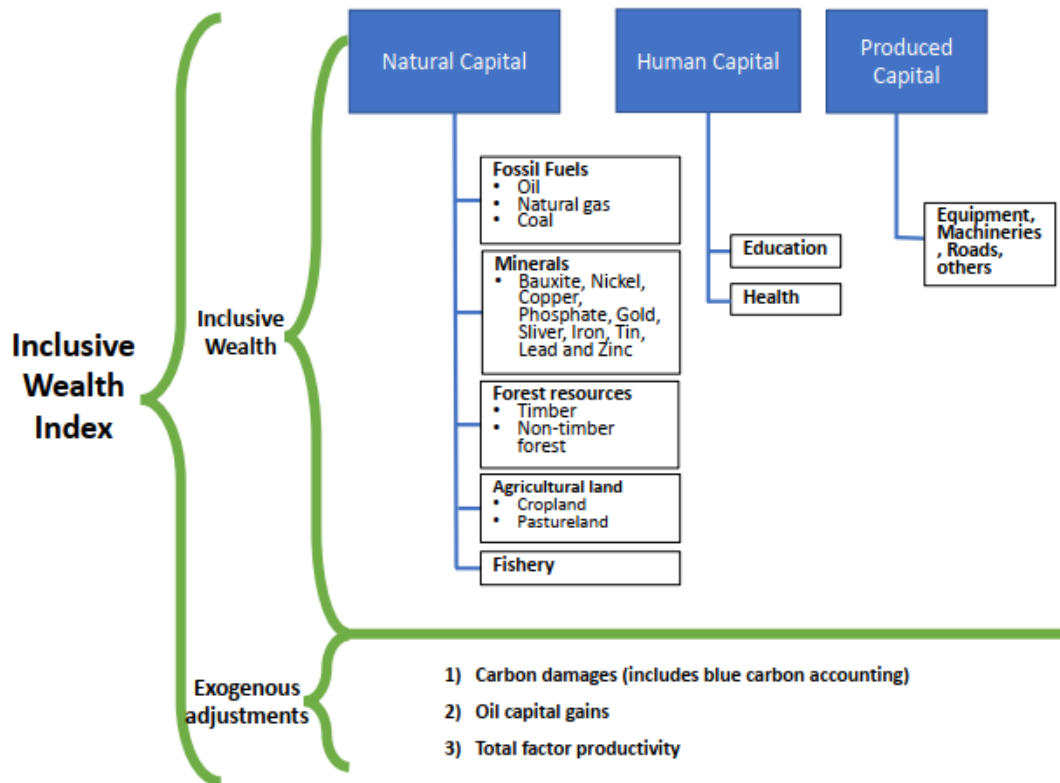 Natural Capital
Human Capital
Produced
Capital
Fossil Fuels
• Oil
• Natural gas
• Coal
Minerals
• Bauxite, Nickel,
Copper,
Phosphate, Gold,
Sliver, Iron, Tin,
Lead and Zinc
Forest resources
• Timber
• Non-timber
forest
Agricultural land
• Cropland
• Pastureland
Fishery
Education
Health
Equipment,
Machineries
, Roads,
others
Inclusive
Wealth
Inclusive
Wealth
Index
Exogenous
adjustments
1) Carbon damages (includes blue carbon accounting)
2) Oil capital gains
3) Total factor productivity